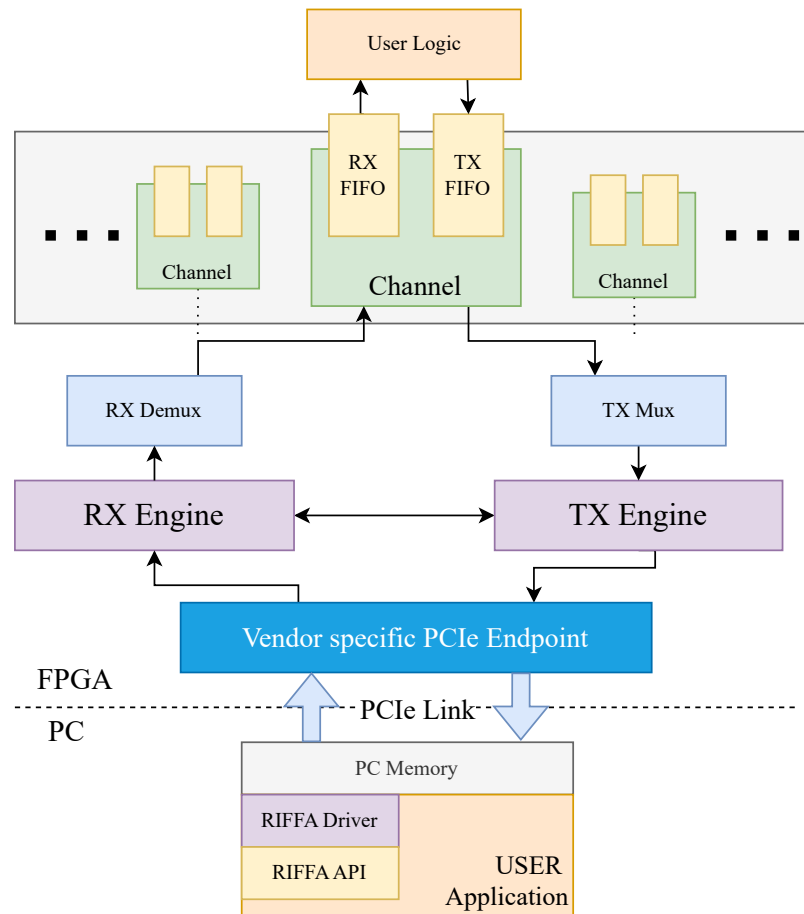 User Logic
RX
FIFO
TX
FIFO
Channel
Channel
Channel
RX Demux
TX Mux
RX Engine
TX Engine
Vendor specific PCIe Endpoint
FPGA
PCIe Link
PC
PC Memory
RIFFA Driver
RIFFA API
USER
Application